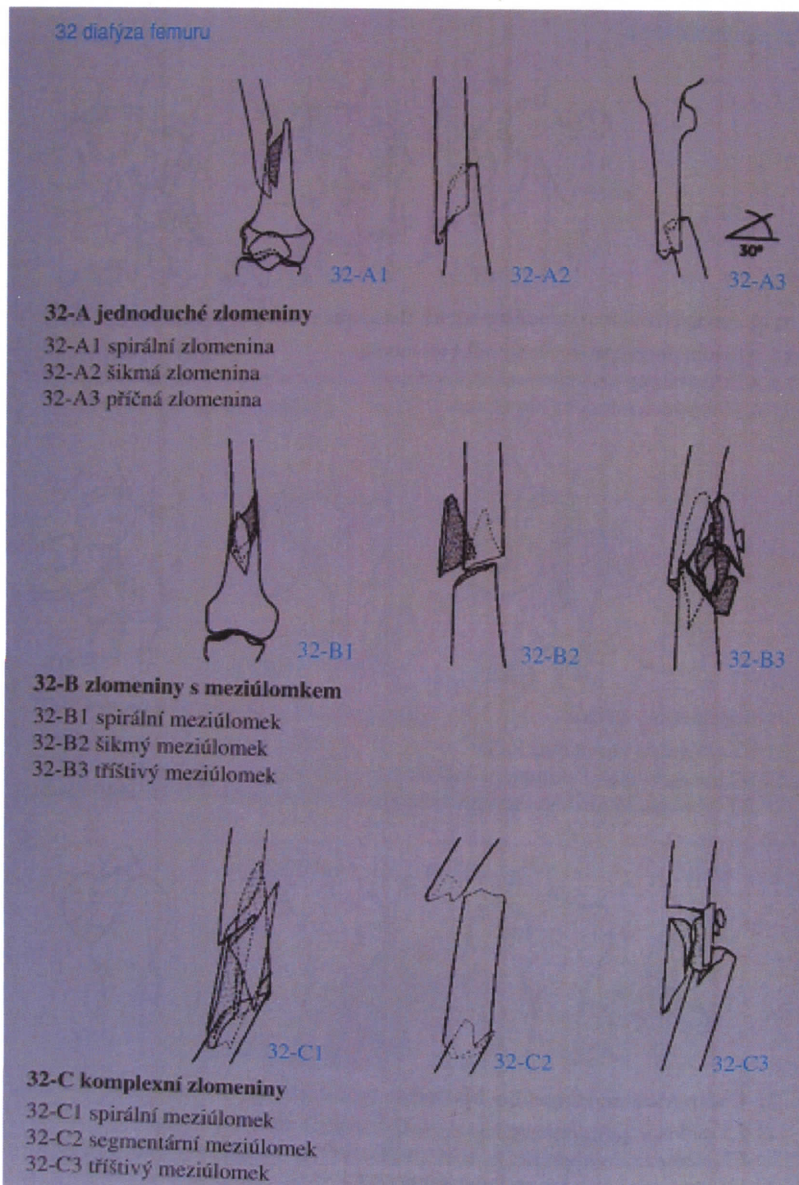 32 diafýza femuru
30°
32-A1 32-A2 32-A3
32-A jednoduché zlomeniny
32-A1 spirální zlomenina
32-A2 šikmá zlomenina
32-A3 příčná zlomenina
32-B1 32-B2 32-B3
32-B zlomeniny s meziúlomkem
32-B1 spirální meziúlomek
32-B2 šikmý meziúlomek
32-B3 tříštivý meziúlomek
32-C1 32-C2 32-C3
32-C komplexní zlomeniny
32-C1 spirální meziúlomek
32-C2 segmentární meziúlomek
32-C3 tříštivý meziúlomek